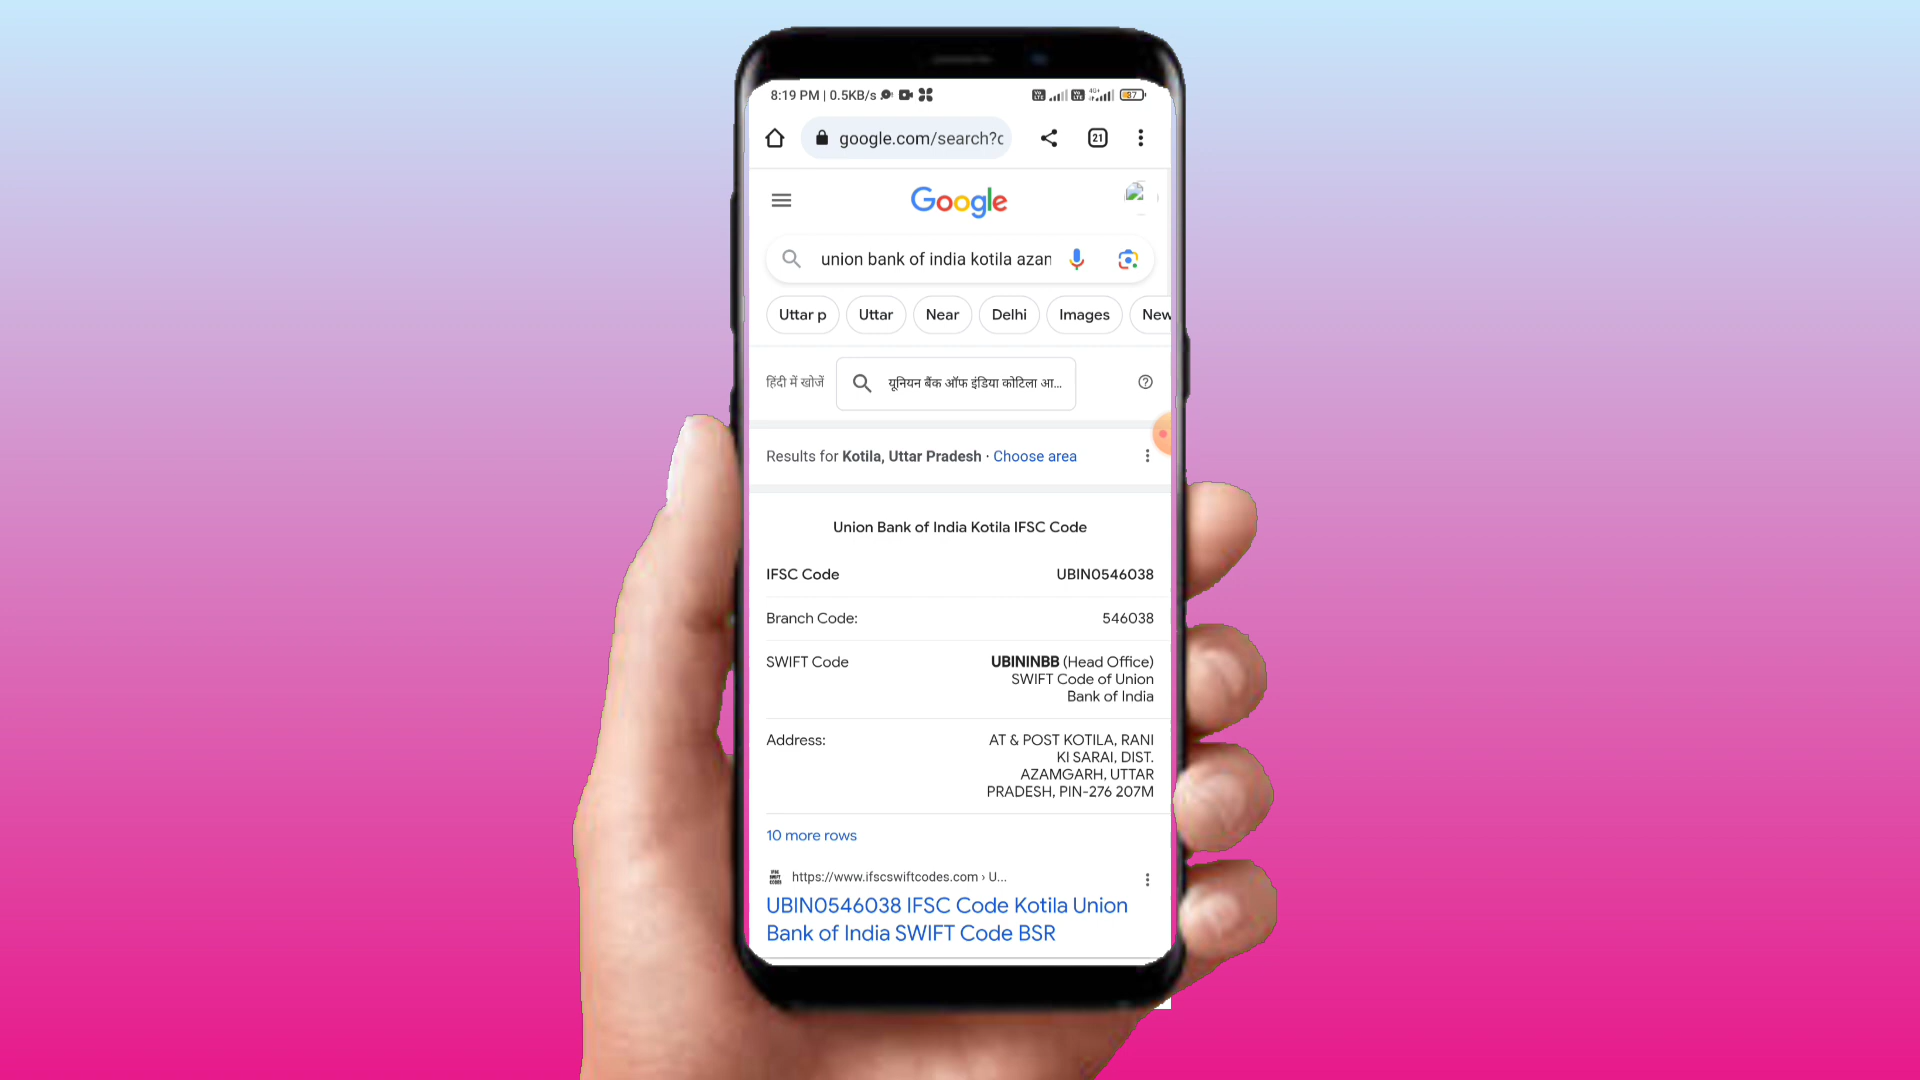 8:19 PM | 0.5KB/s 37
google.com/search?c 21
Google
union bank of india kotila azan
Uttar p Uttar Near Delhi Images New
हिंदी में खोजें यूनियन बैंक ऑफ इंडिया कोटिला आ...
Results for Kotila, Uttar Pradesh · Choose area
Union Bank of India Kotila IFSC Code
IFSC Code UBIN0546038
Branch Code: 546038
SWIFT Code UBININBB (Head Office)
SWIFT Code of Union
Bank of India
Address: AT & POST KOTILA, RANI
KI SARAI, DIST.
AZAMGARH, UTTAR
PRADESH, PIN-276 207M
10 more rows
https://www.ifscswiftcodes.com › U...
UBIN0546038 IFSC Code Kotila Union
Bank of India SWIFT Code BSR